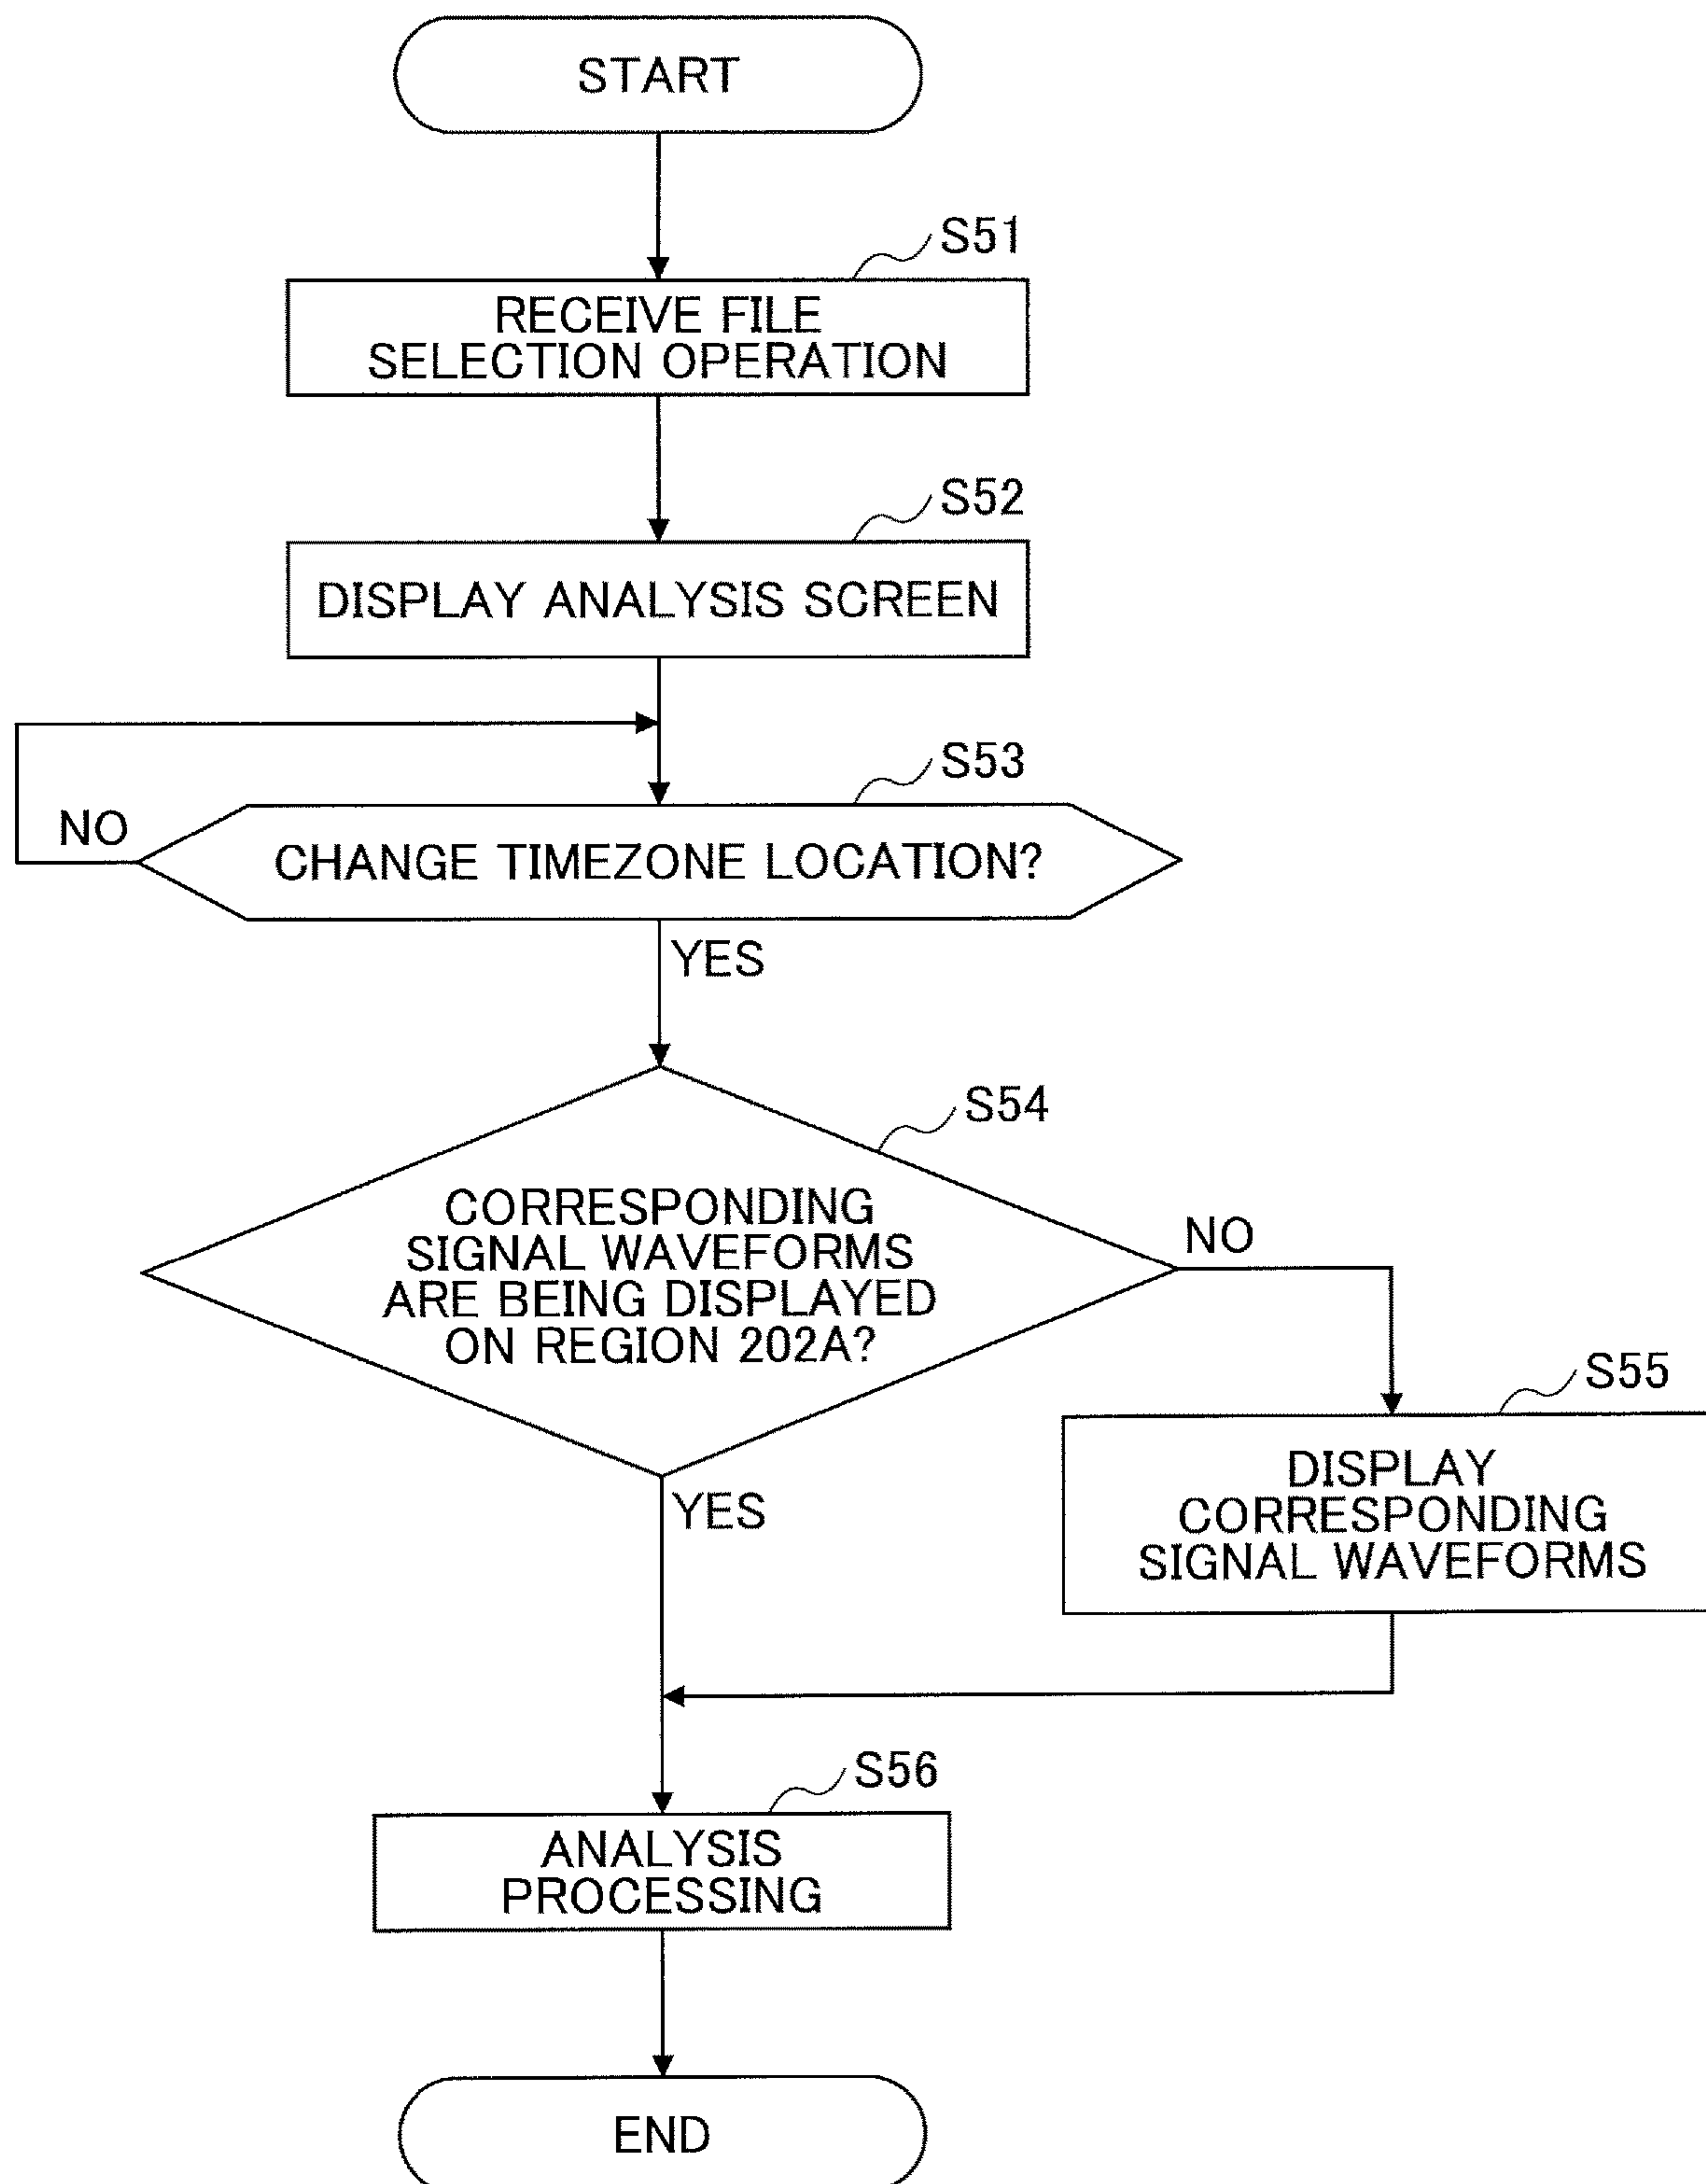 START
S51
RECEIVE FILE
SELECTION OPERATION
S52
DISPLAY ANALYSIS SCREEN
S53
NO
CHANGE TIMEZONE LOCATION?
YES
S54
CORRESPONDING
SIGNAL WAVEFORMS
ARE BEING DISPLAYED
ON REGION 202A?
NO
S55
DISPLAY
CORRESPONDING
SIGNAL WAVEFORMS
YES
S56
ANALYSIS
PROCESSING
END